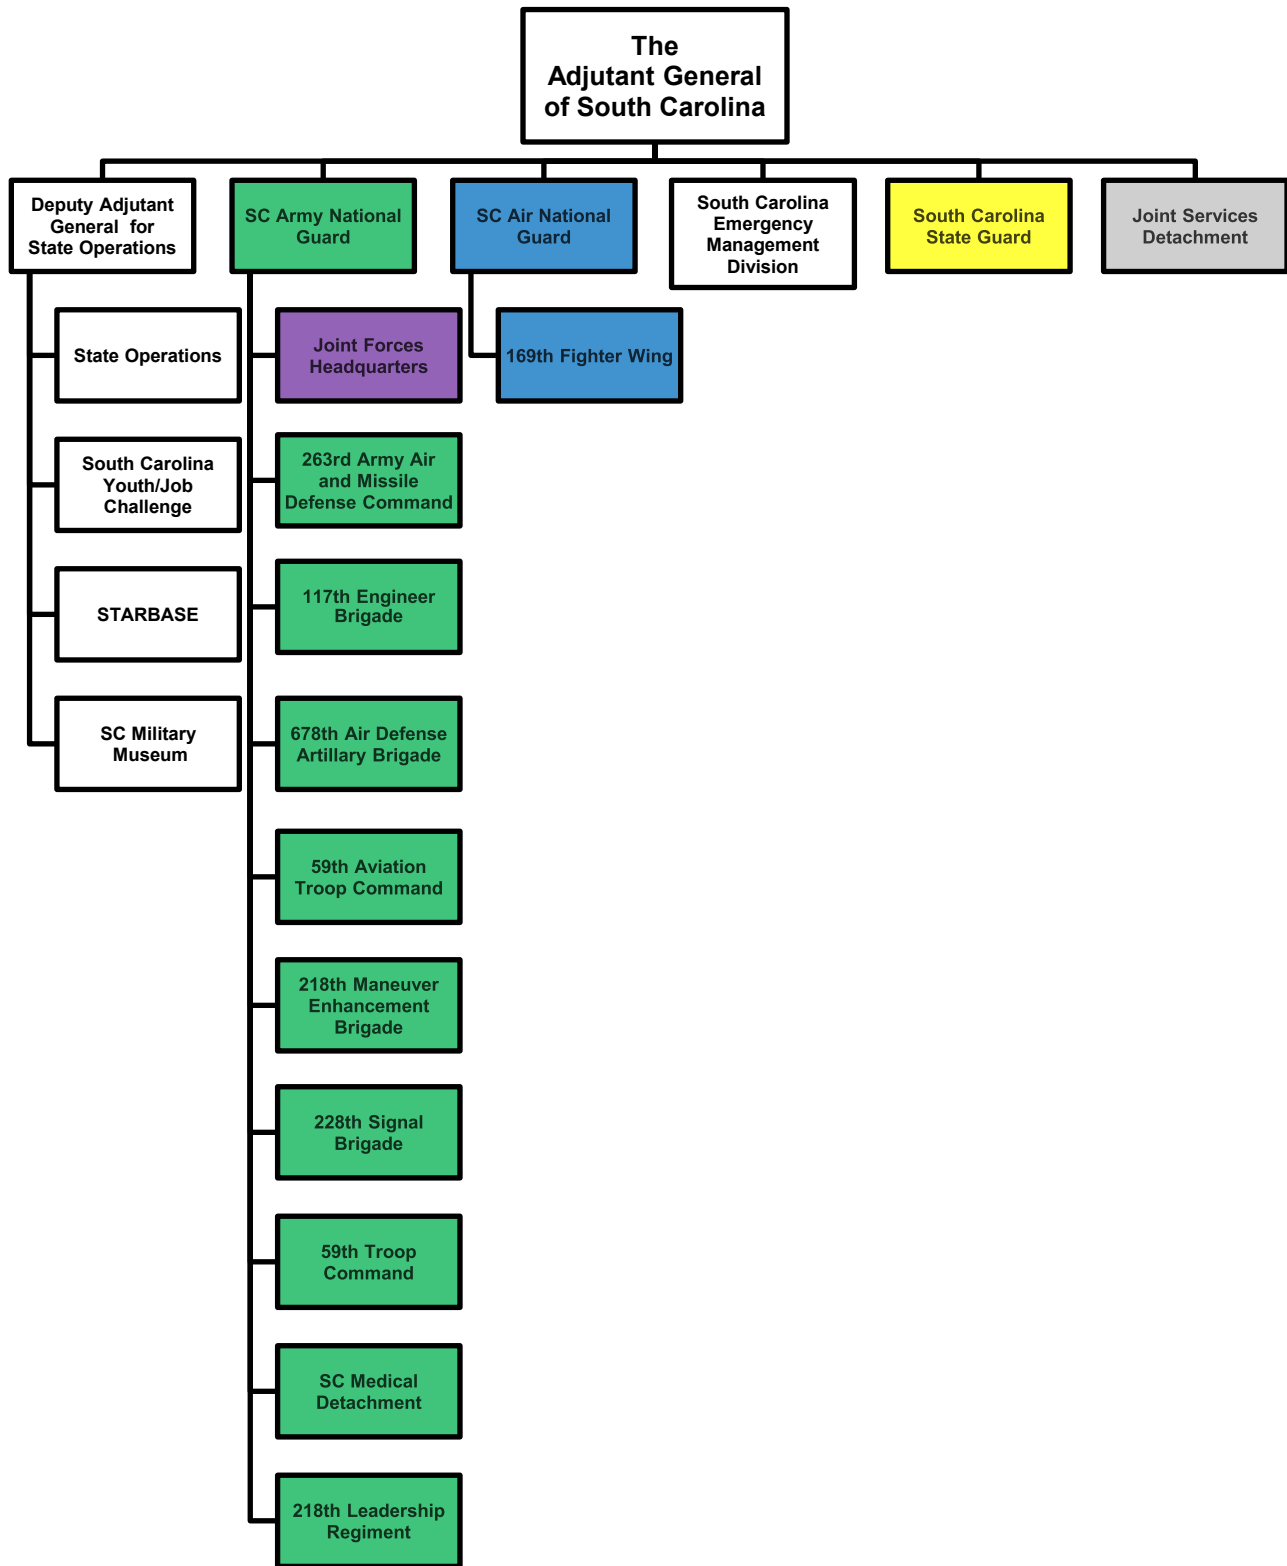 The
Adjutant General
of South Carolina
Deputy Adjutant
General for
State Operations
SC Army National
Guard
SC Air National
Guard
South Carolina
Emergency
Management
Division
South Carolina
State Guard
Joint Services
Detachment
State Operations
South Carolina
Youth/Job
Challenge
STARBASE
SC Military
Museum
Joint Forces
Headquarters
263rd Army Air
and Missile
Defense Command
117th Engineer
Brigade
678th Air Defense
Artillary Brigade
59th Aviation
Troop Command
218th Maneuver
Enhancement
Brigade
228th Signal
Brigade
59th Troop
Command
SC Medical
Detachment
218th Leadership
Regiment
169th Fighter Wing